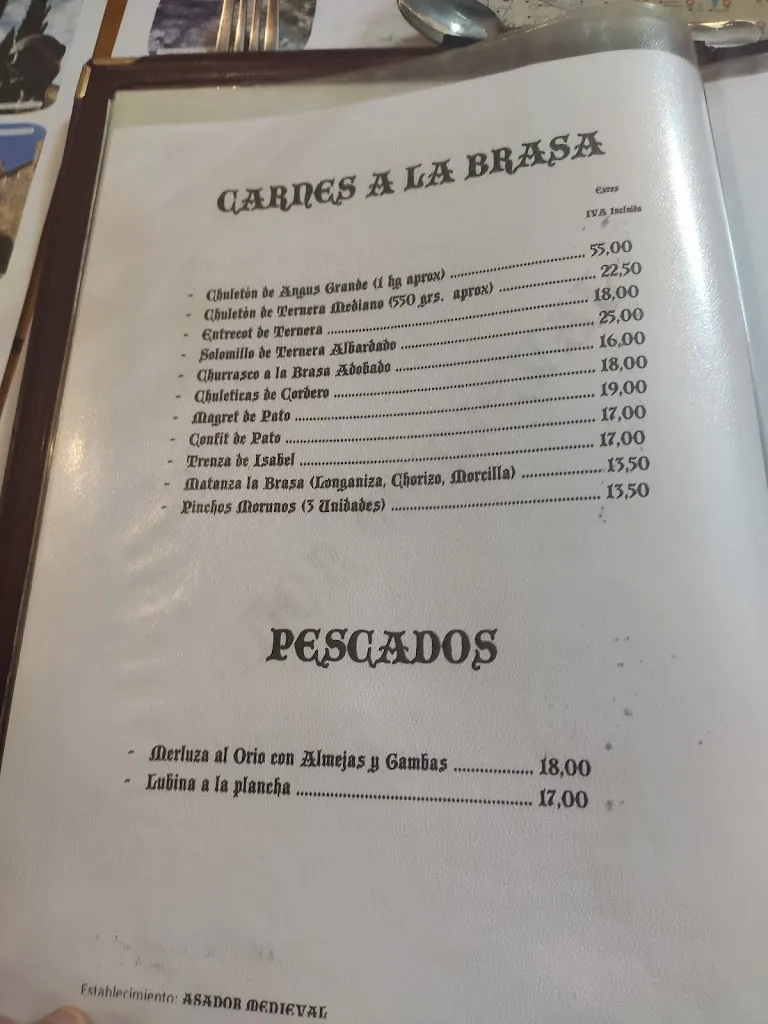 CARNES A LA BRASA
Euros
IVA Incluido
- Chuletón de Angus Grande (1 kg aprox) ........................ 55,00
- Chuletón de Ternera Mediano (550 grs. aprox) ................. 22,50
- Entrecot de Ternera ........................ 18,00
- Solomillo de Ternera Albardado ........................ 25,00
- Churrasco a la Brasa Adobado ........................ 16,00
- Chuleticas de Cordero ........................ 18,00
- Magret de Pato ........................ 19,00
- Confit de Pato ........................ 17,00
- Trenza de Isabel ........................ 17,00
- Matanza la Brasa (Longaniza, Chorizo, Morcilla) ................. 13,50
- Pinchos Morunos (3 Unidades) ........................ 13,50
PESCADOS
- Merluza al Orio con Almejas y Gambas ................. 18,00
- Lubina a la plancha ........................ 17,00
Establecimiento: ASADOR MEDIEVAL